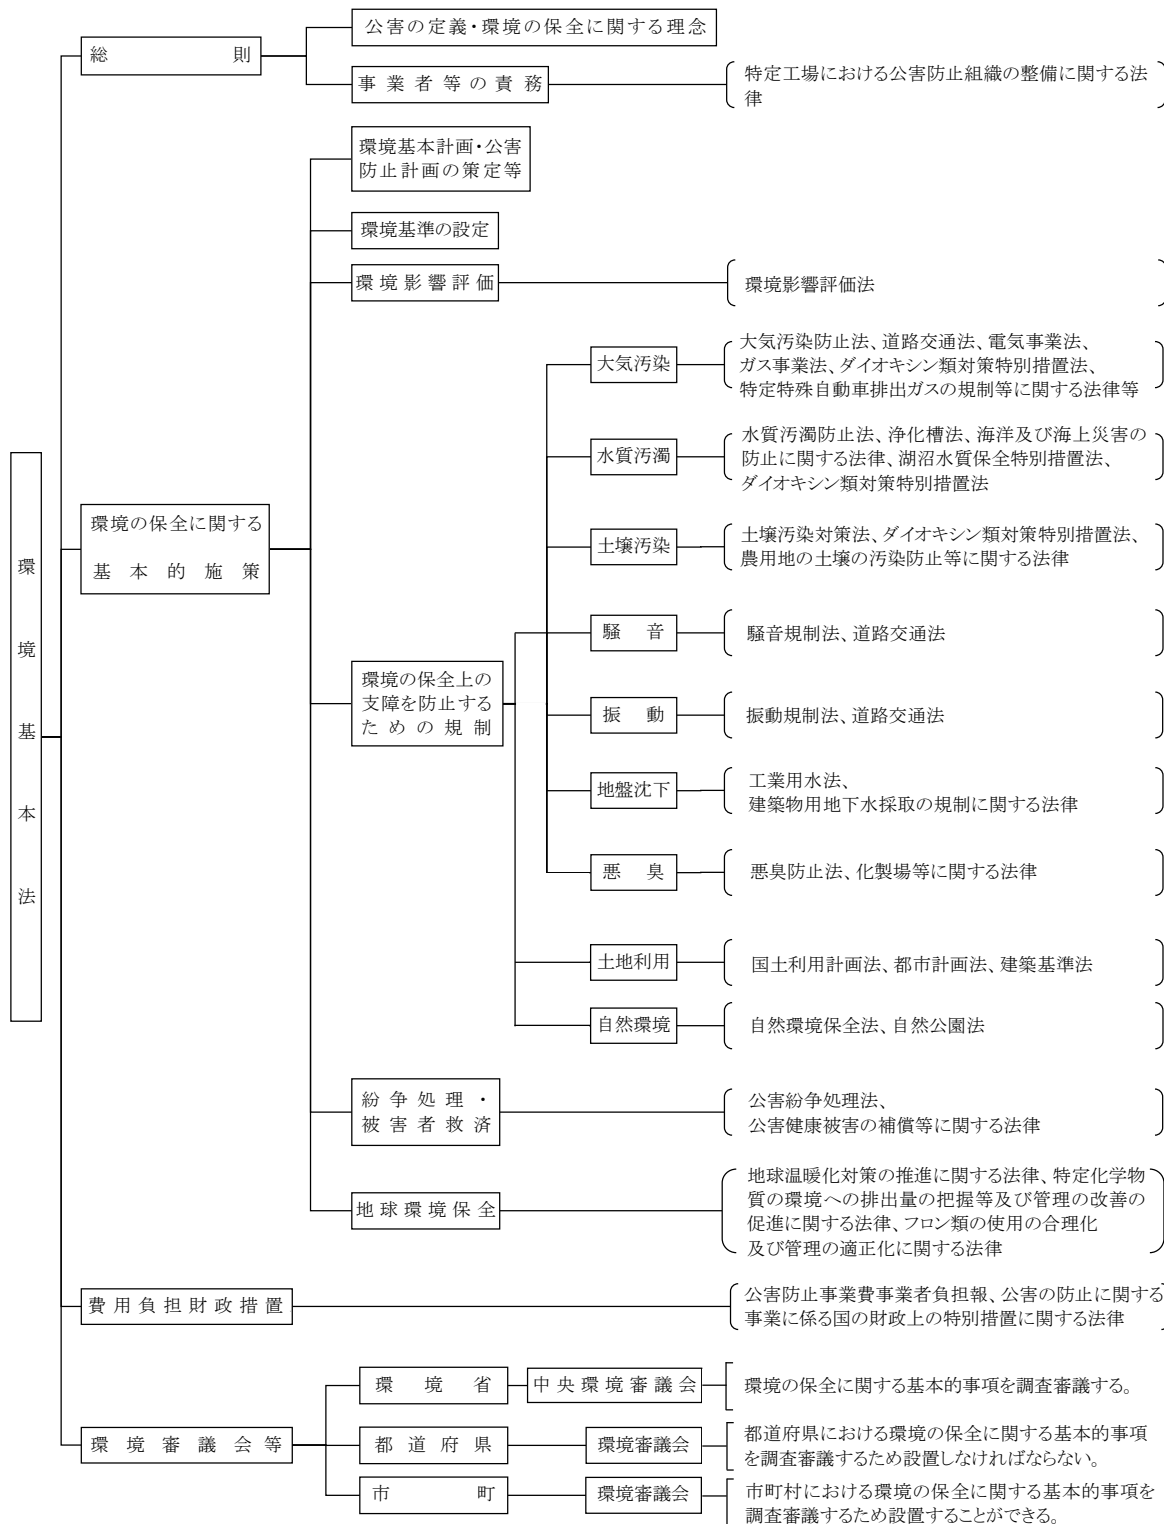 環境基本法
総則
公害の定義・環境の保全に関する理念
事業者等の責務
特定工場における公害防止組織の整備に関する法
律
環境の保全に関する
基本的施策
環境基本計画・公害
防止計画の策定等
環境基準の設定
環境影響評価
環境影響評価法
環境の保全上の
支障を防止する
ための規制
大気汚染
大気汚染防止法、道路交通法、電気事業法、
ガス事業法、ダイオキシン類対策特別措置法、
特定特殊自動車排出ガスの規制等に関する法律等
水質汚濁
水質汚濁防止法、浄化槽法、海洋及び海上災害の
防止に関する法律、湖沼水質保全特別措置法、
ダイオキシン類対策特別措置法
土壌汚染
土壌汚染対策法、ダイオキシン類対策特別措置法、
農用地の土壌の汚染防止等に関する法律
騒音
騒音規制法、道路交通法
振動
振動規制法、道路交通法
地盤沈下
工業用水法、
建築物用地下水採取の規制に関する法律
悪臭
悪臭防止法、化製場等に関する法律
土地利用
国土利用計画法、都市計画法、建築基準法
自然環境
自然環境保全法、自然公園法
紛争処理・
被害者救済
公害紛争処理法、
公害健康被害の補償等に関する法律
地球環境保全
地球温暖化対策の推進に関する法律、特定化学物
質の環境への排出量の把握等及び管理の改善の
促進に関する法律、フロン類の使用の合理化
及び管理の適正化に関する法律
費用負担財政措置
公害防止事業費事業者負担報、公害の防止に関する
事業に係る国の財政上の特別措置に関する法律
環境審議会等
環境省
中央環境審議会
環境の保全に関する基本的事項を調査審議する。
都道府県
環境審議会
都道府県における環境の保全に関する基本的事項
を調査審議するため設置しなければならない。
市町
環境審議会
市町村における環境の保全に関する基本的事項を
調査審議するため設置することができる。